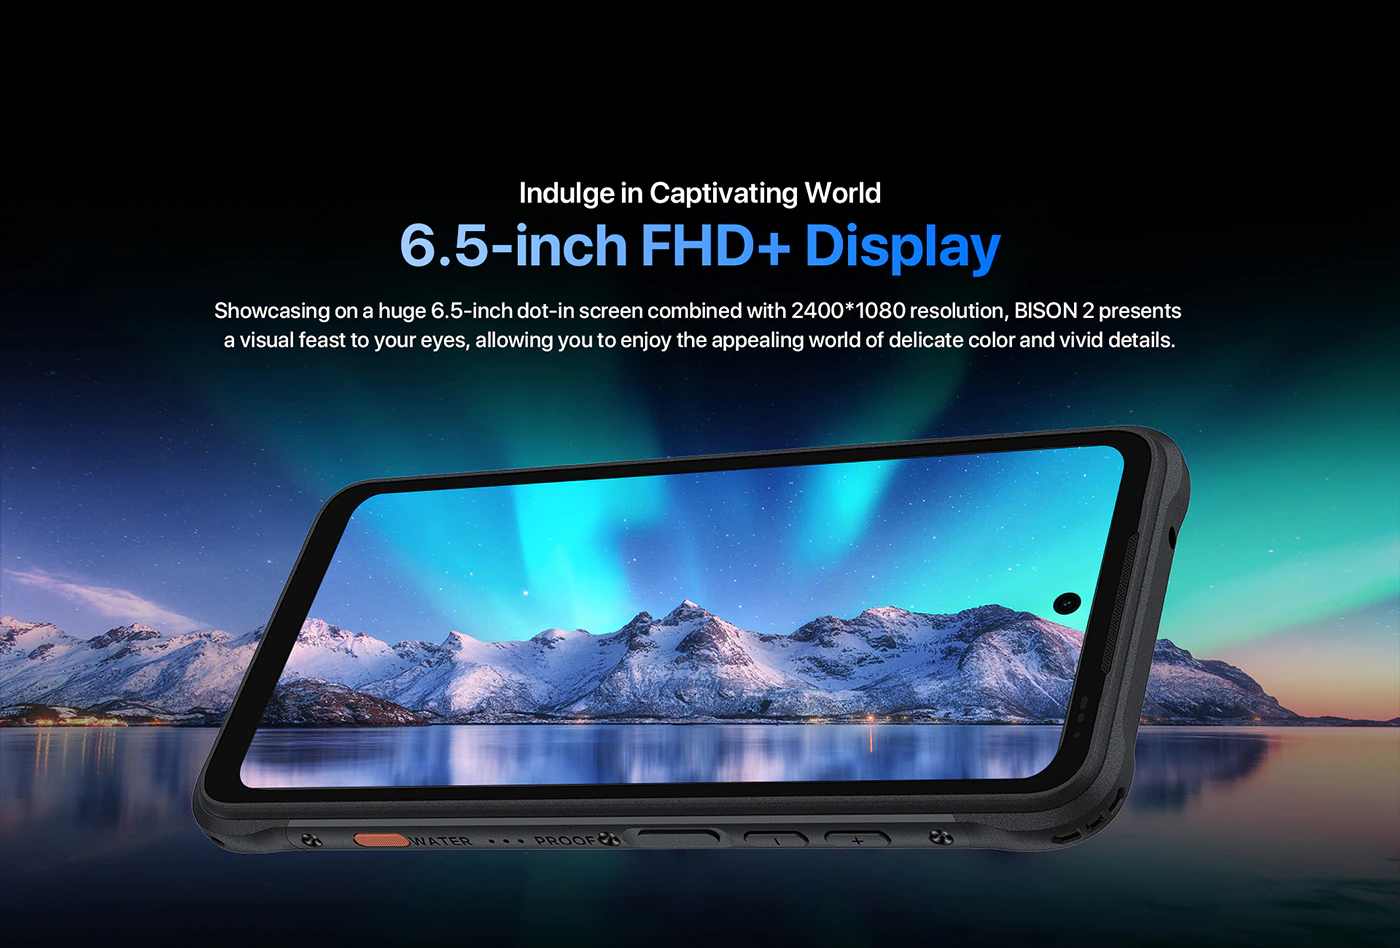 Indulge in Captivating World
6.5-inch FHD+ Display
Showcasing on a huge 6.5-inch dot-in screen combined with 2400*1080 resolution, BISON 2 presents
a visual feast to your eyes, allowing you to enjoy the appealing world of delicate color and vivid details.
WATER ••• PROOF